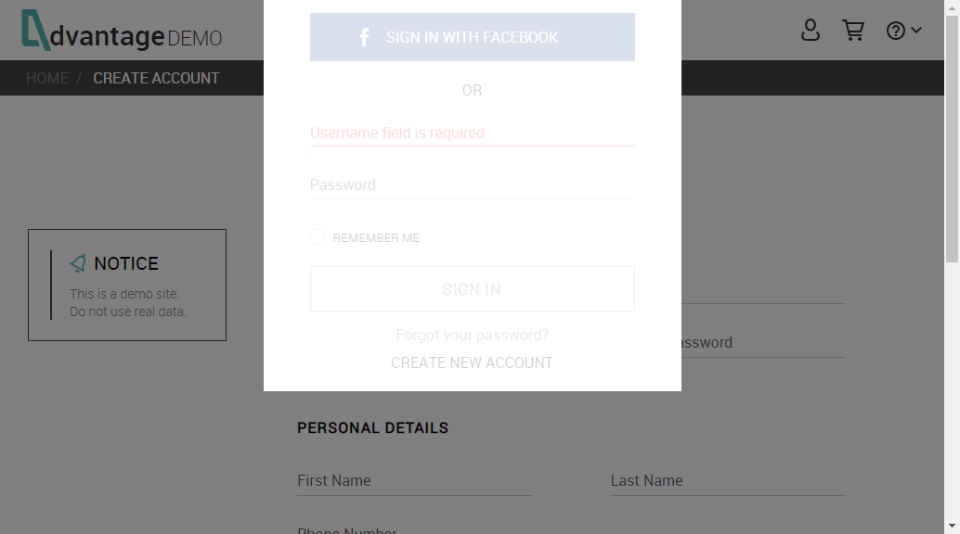 dvantage DEMO
HOME / CREATE ACCOUNT
SIGN IN WITH FACEBOOK
OR
Username field is required
Password
REMEMBER ME
SIGN IN
Forgot your password?
CREATE NEW ACCOUNT
NOTICE
This is a demo site.
Do not use real data.
assword
PERSONAL DETAILS
First Name
Last Name
Phone Number